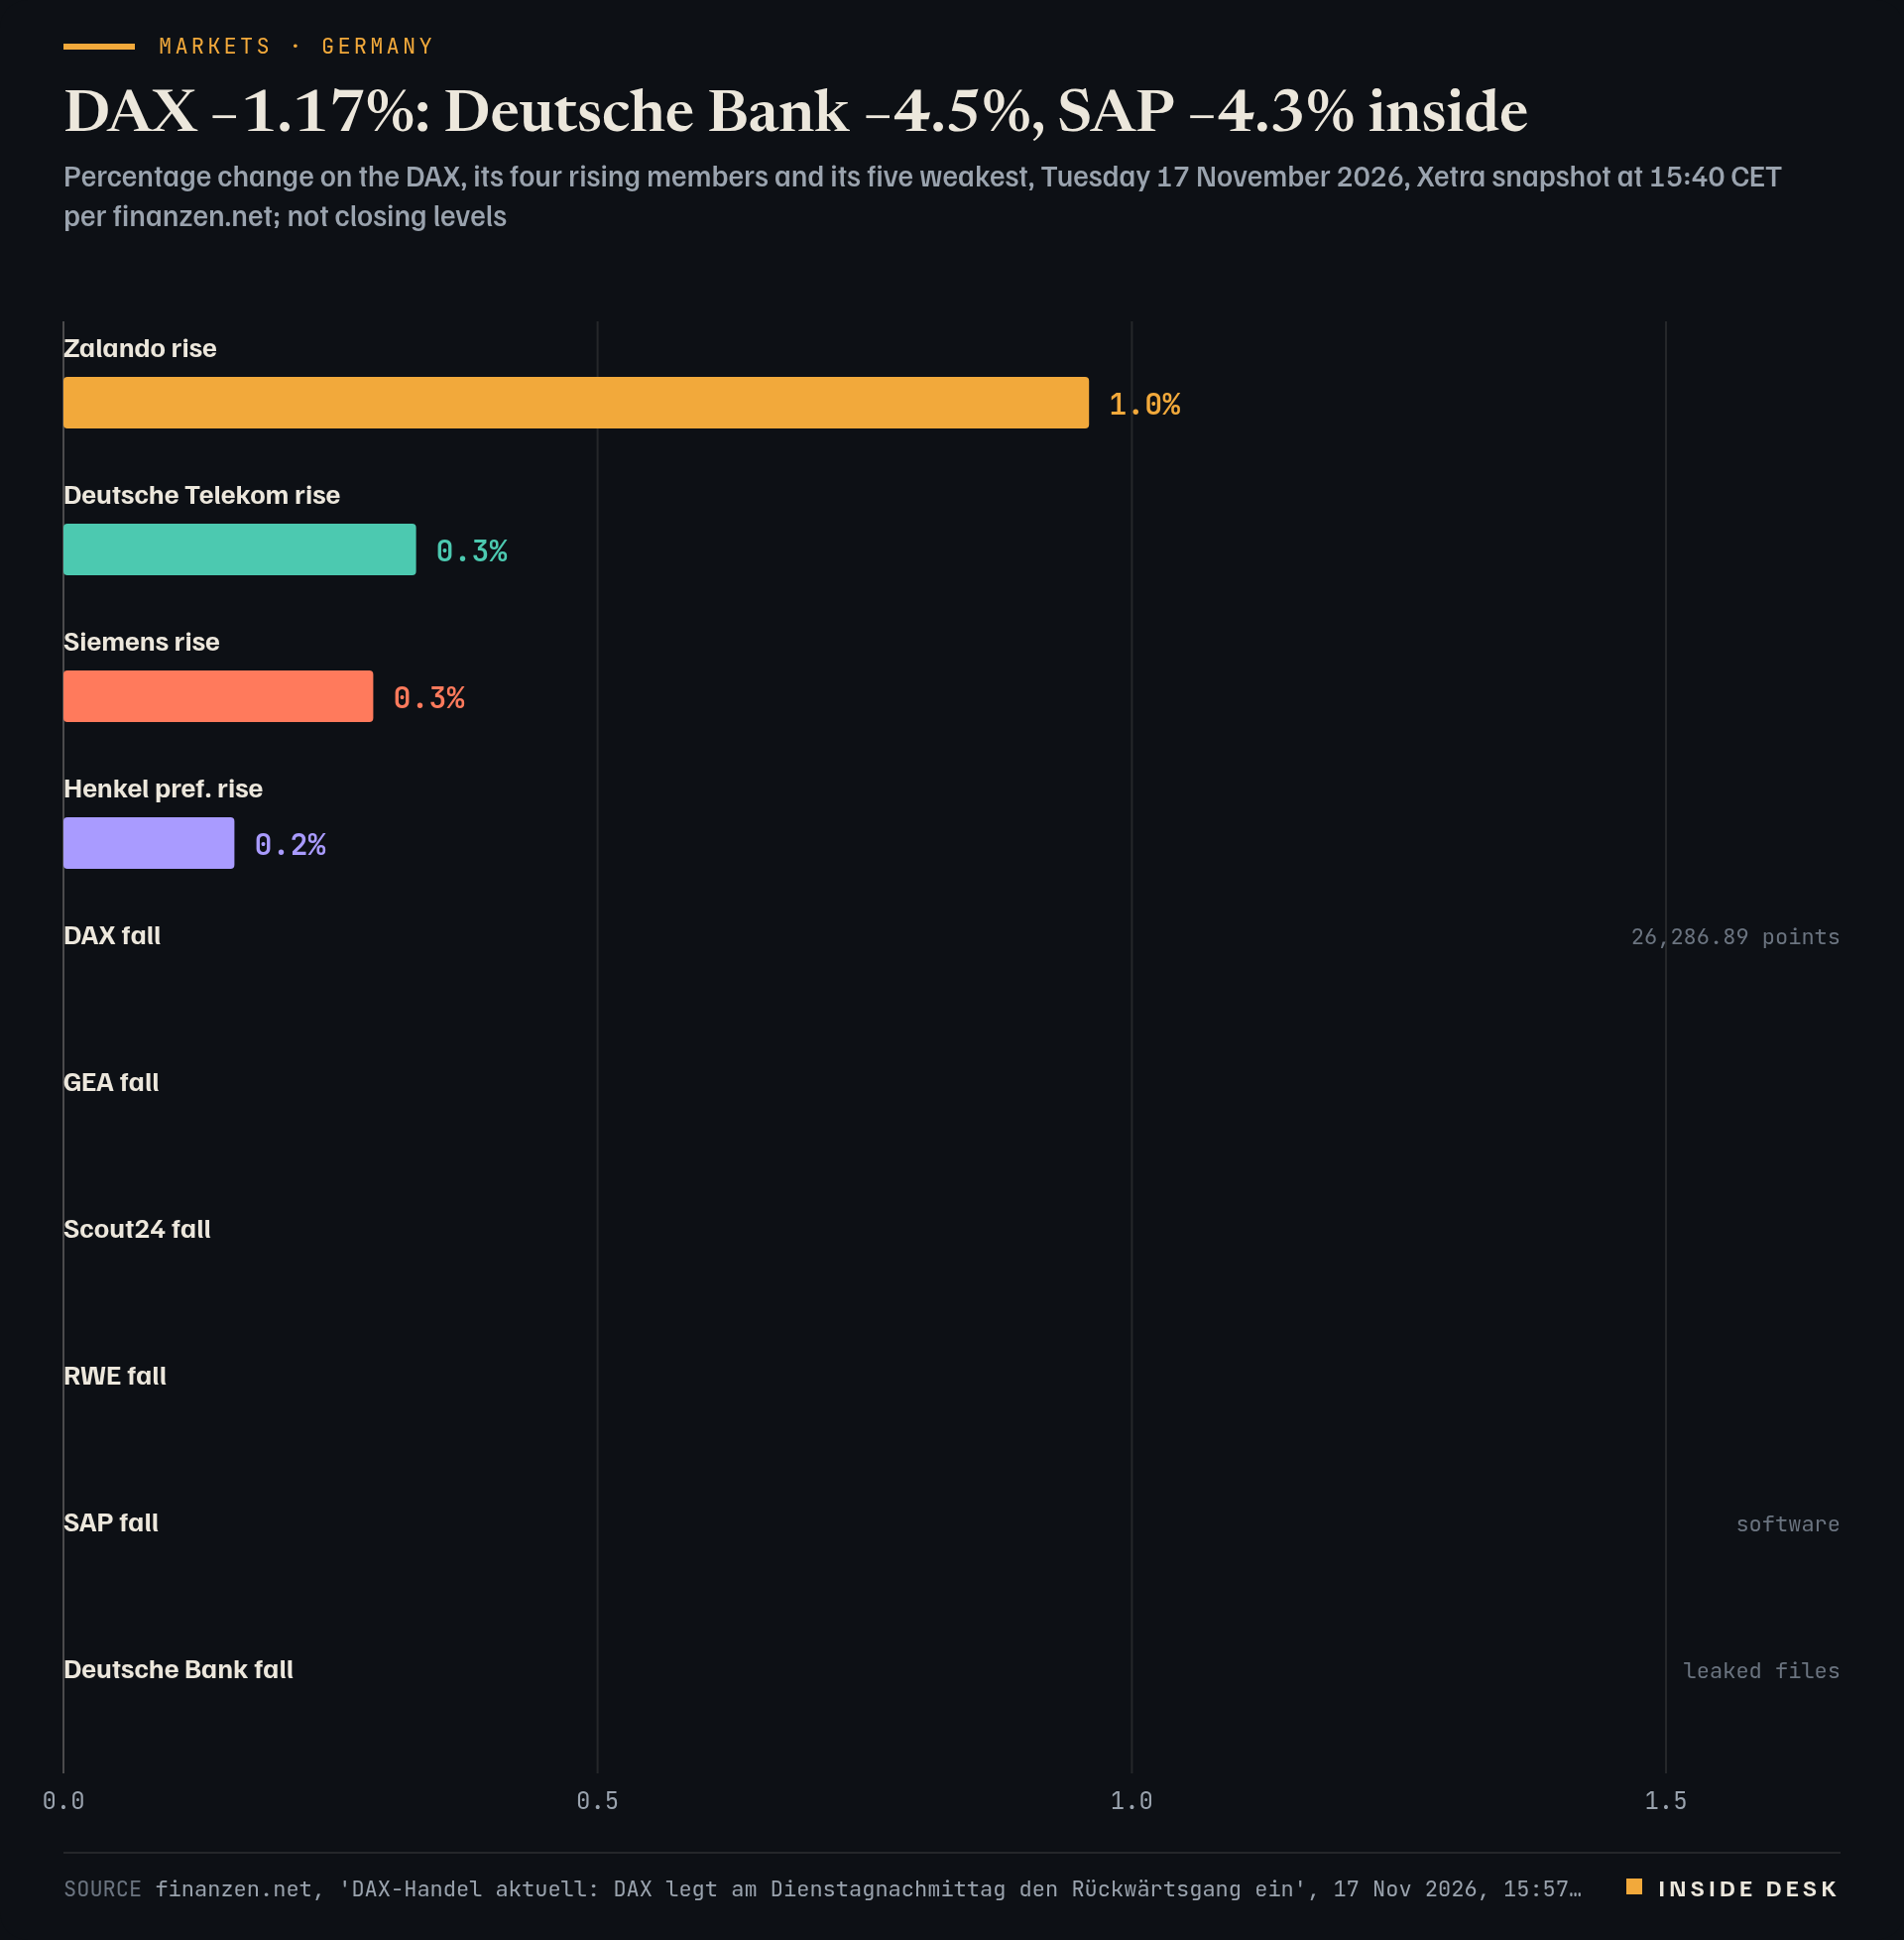 MARKETS · GERMANY
DAX –1.17%: Deutsche Bank –4.5%, SAP –4.3% inside
Percentage change on the DAX, its four rising members and its five weakest, Tuesday 17 November 2026, Xetra snapshot at 15:40 CET
per finanzen.net; not closing levels
Zalando rise
1.0%
Deutsche Telekom rise
0.3%
Siemens rise
0.3%
Henkel pref. rise
0.2%
DAX fall
26,286.89 points
GEA fall
Scout24 fall
RWE fall
SAP fall
software
Deutsche Bank fall
leaked files
0.0 0.5 1.0 1.5
SOURCE finanzen.net, 'DAX-Handel aktuell: DAX legt am Dienstagnachmittag den Rückwärtsgang ein', 17 Nov 2026, 15:57…
INSIDE DESK